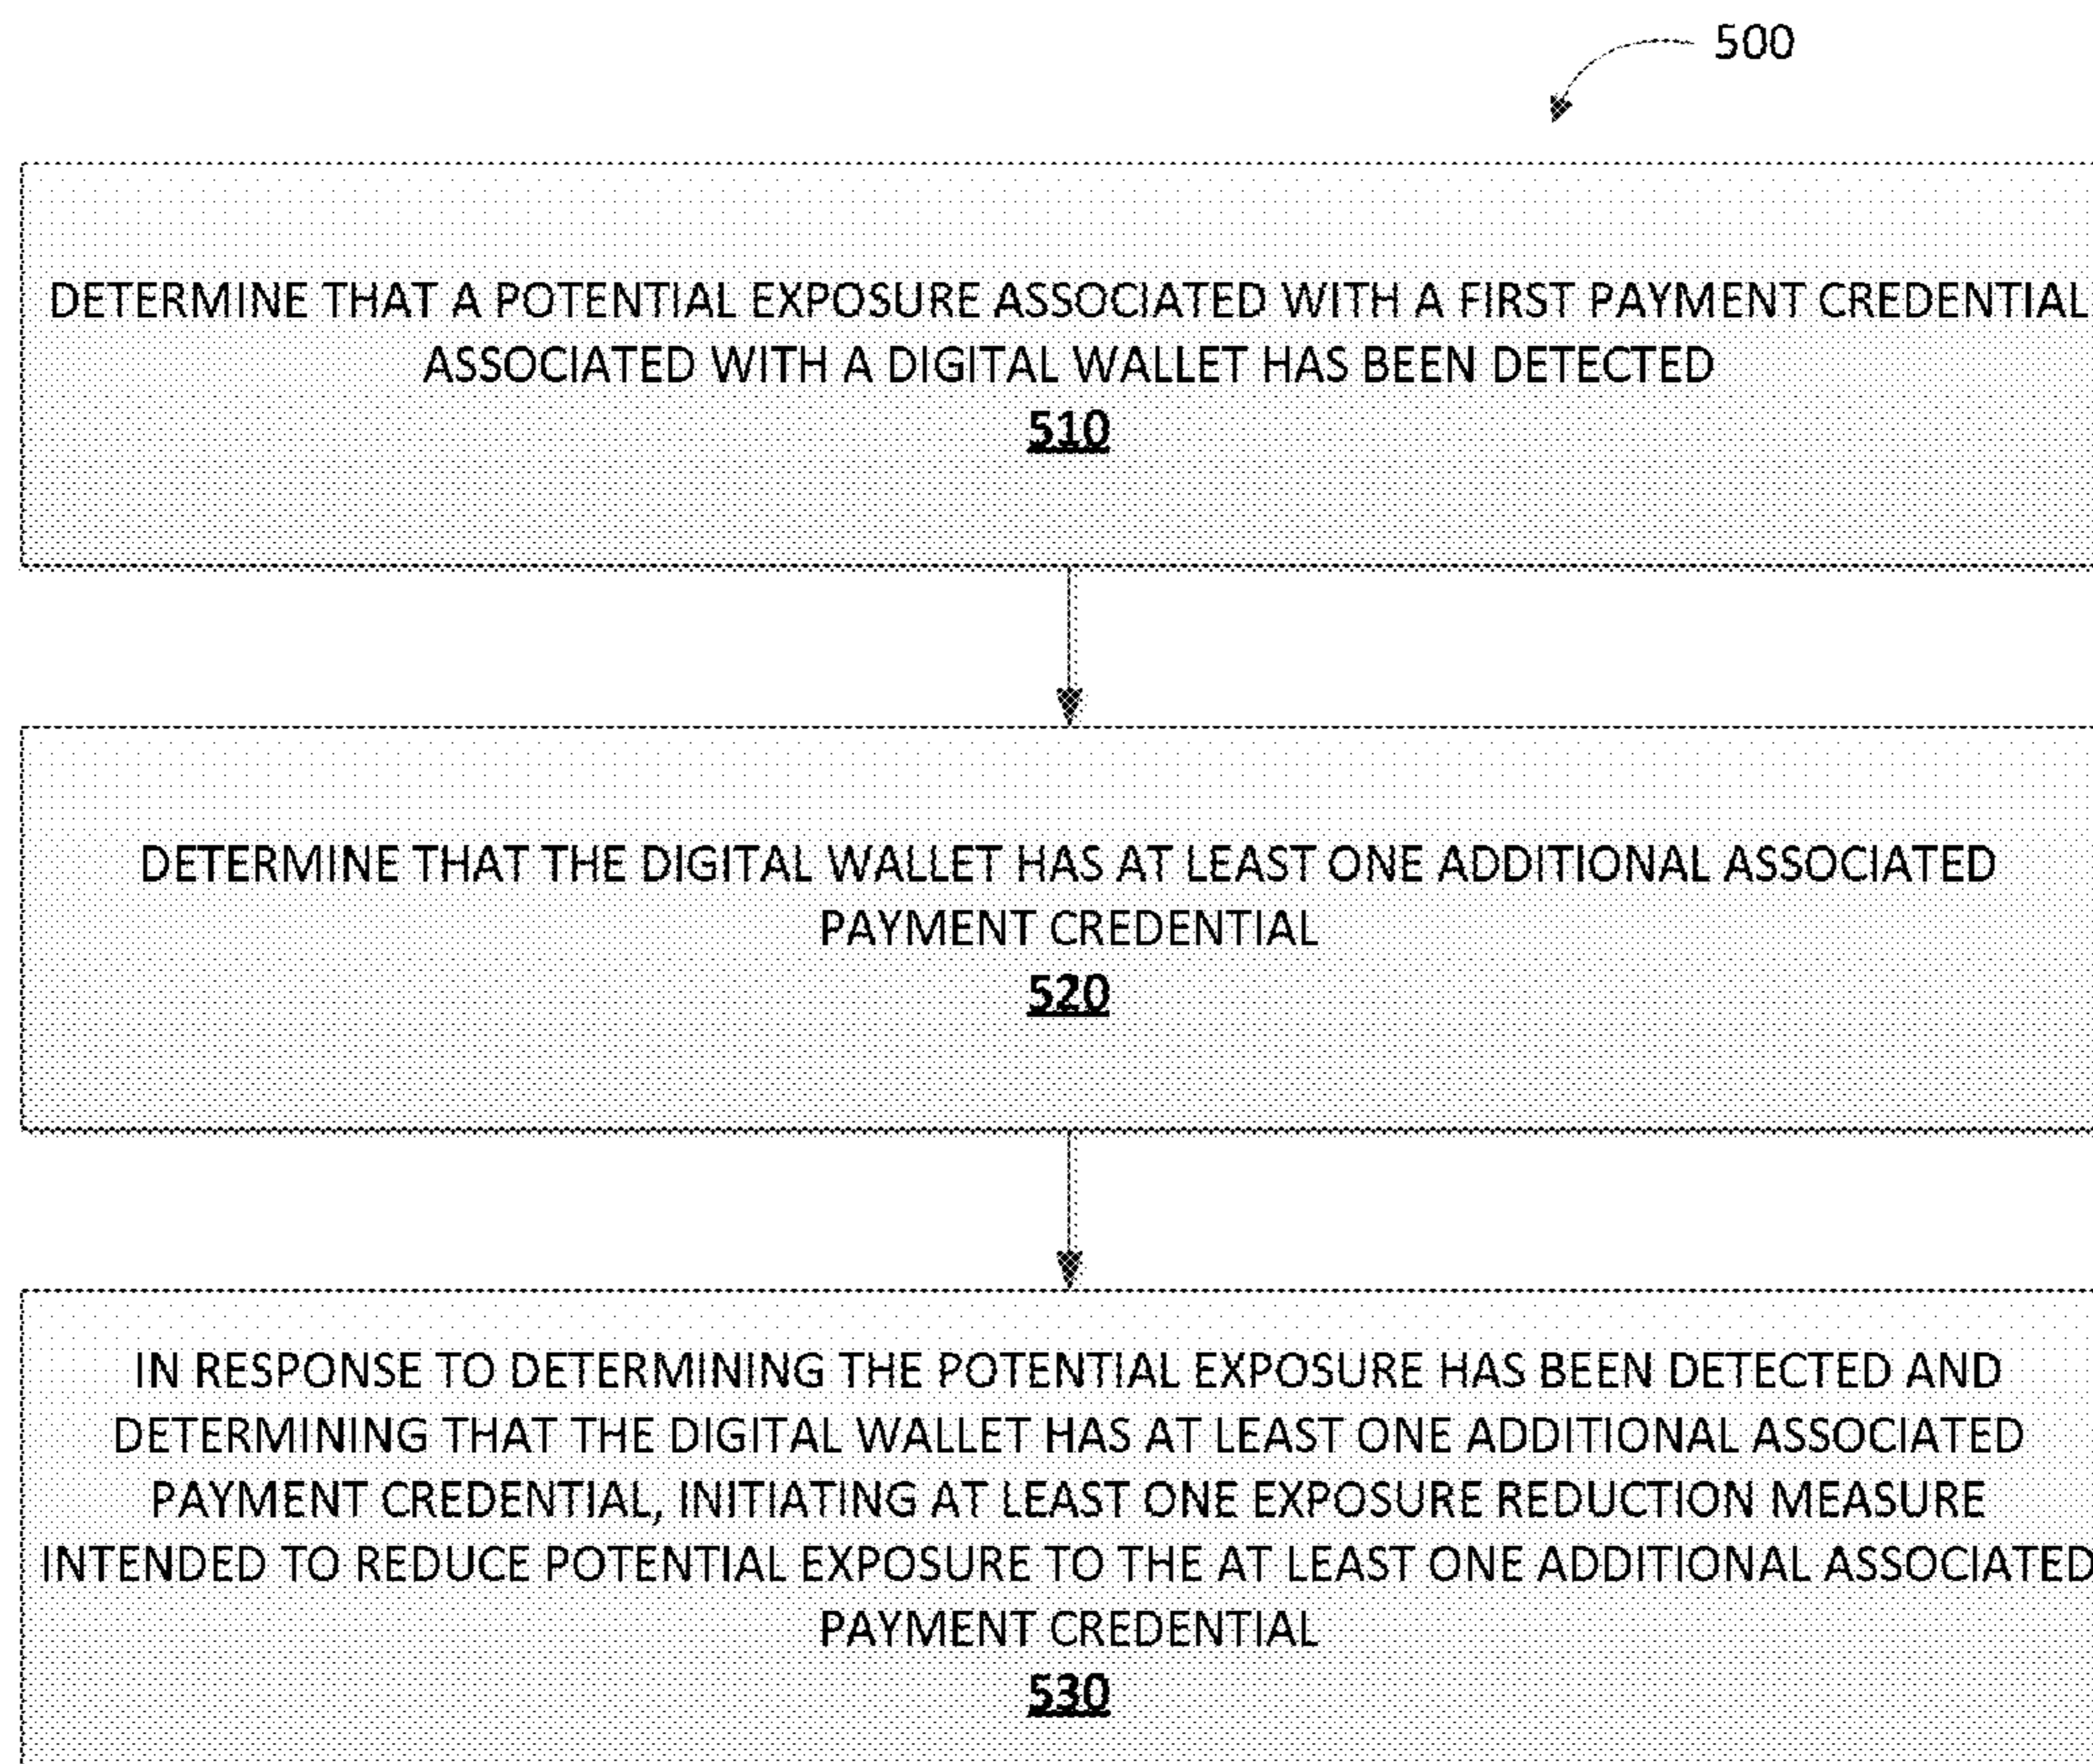 500
DETERMINE THAT A POTENTIAL EXPOSURE ASSOCIATED WITH A FIRST PAYMENT CREDENTIAL
ASSOCIATED WITH A DIGITAL WALLET HAS BEEN DETECTED
510
DETERMINE THAT THE DIGITAL WALLET HAS AT LEAST ONE ADDITIONAL ASSOCIATED
PAYMENT CREDENTIAL
520
IN RESPONSE TO DETERMINING THE POTENTIAL EXPOSURE HAS BEEN DETECTED AND
DETERMINING THAT THE DIGITAL WALLET HAS AT LEAST ONE ADDITIONAL ASSOCIATED
PAYMENT CREDENTIAL, INITIATING AT LEAST ONE EXPOSURE REDUCTION MEASURE
INTENDED TO REDUCE POTENTIAL EXPOSURE TO THE AT LEAST ONE ADDITIONAL ASSOCIATED
PAYMENT CREDENTIAL
530